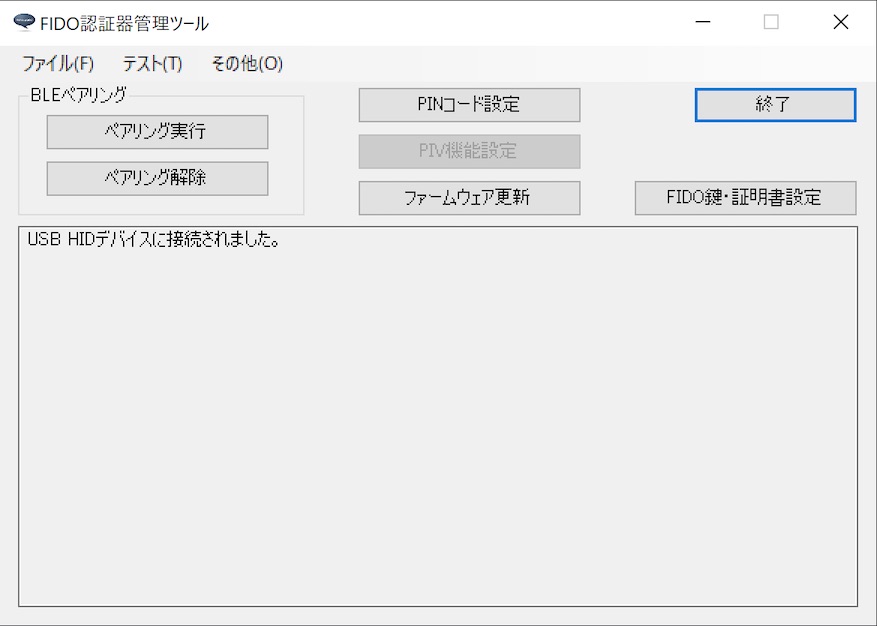 FIDO認証器管理ツール
ファイル(F) テスト(T) その他(O)
BLEペアリング
ペアリング実行
ペアリング解除
PINコード設定
PIV機能設定
ファームウェア更新
終了
FIDO鍵・証明書設定
USB HIDデバイスに接続されました。